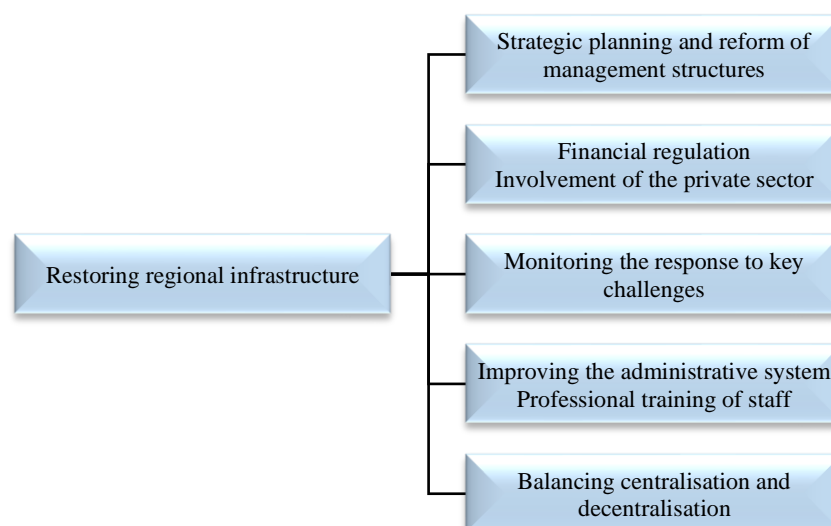 Strategic planning and reform of
management structures
Financial regulation
Involvement of the private sector
Restoring regional infrastructure
Monitoring the response to key
challenges
Improving the administrative system
Professional training of staff
Balancing centralisation and
decentralisation